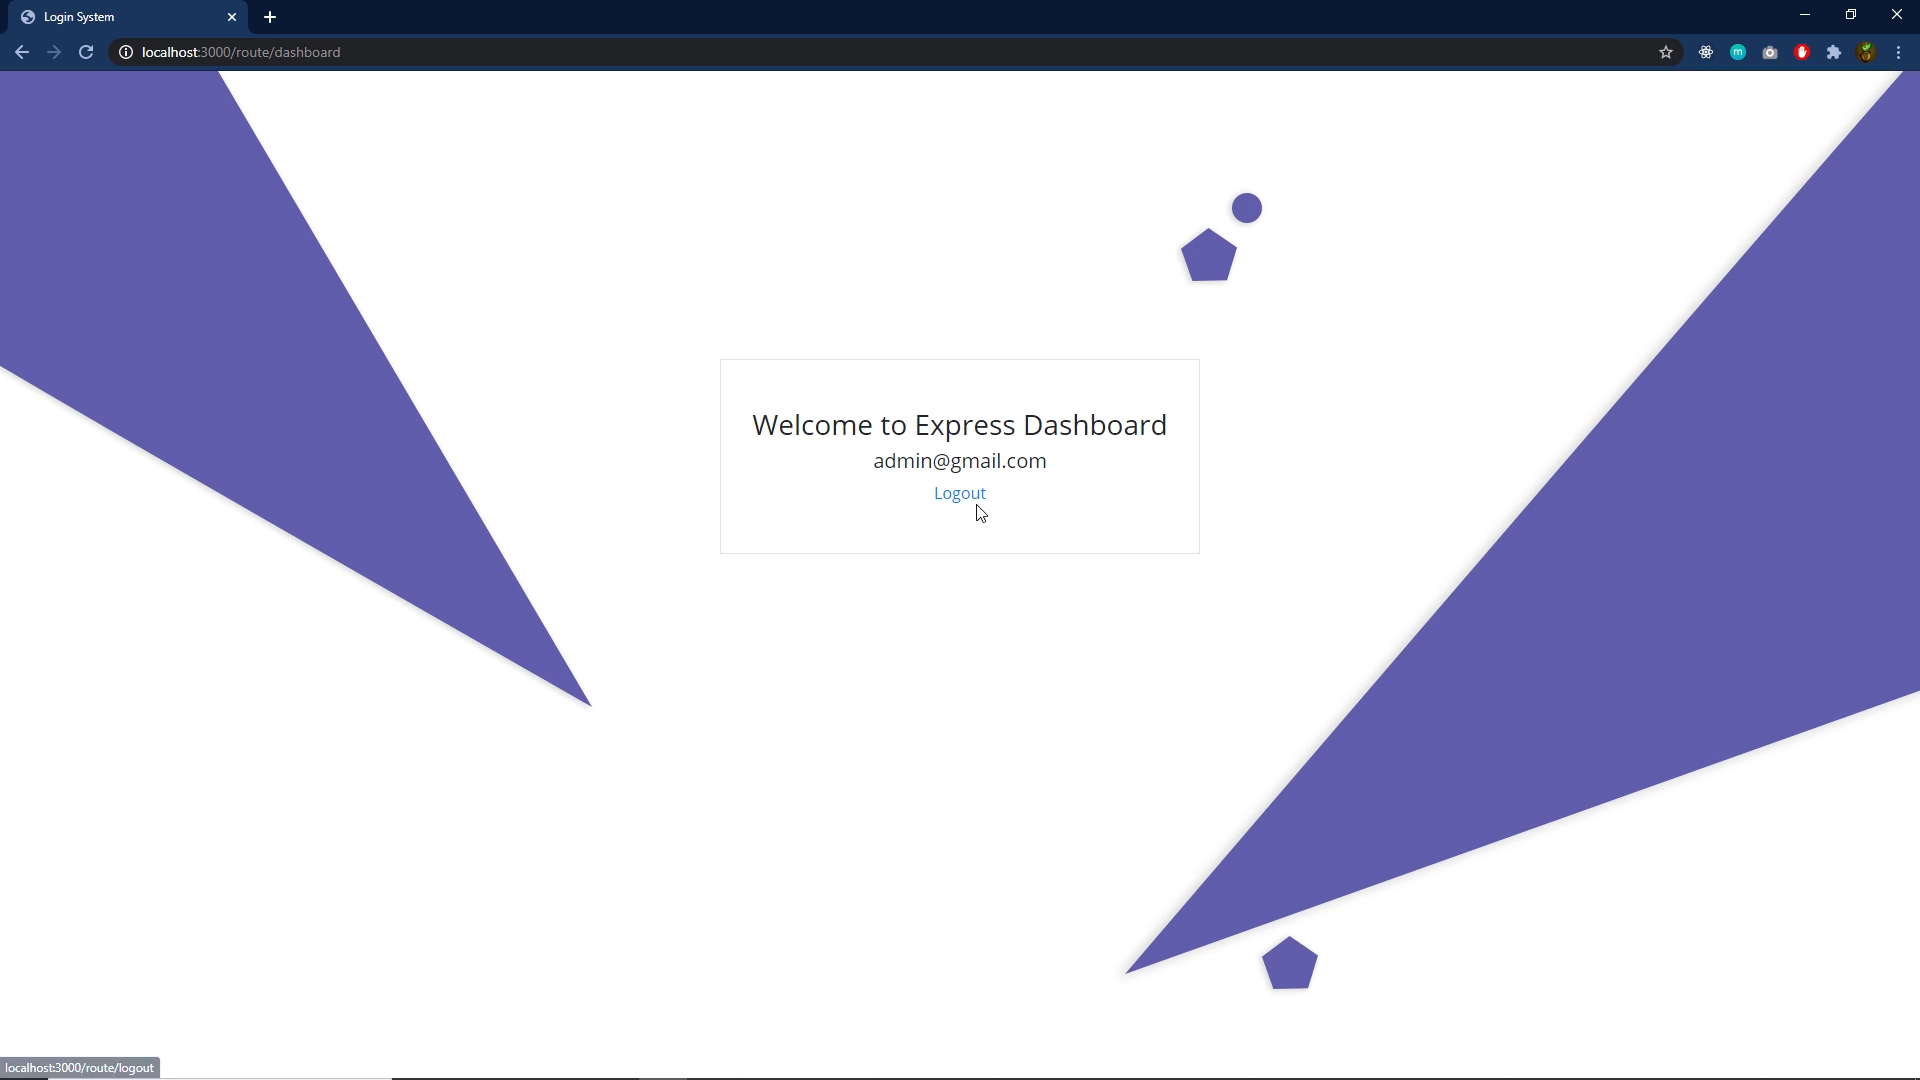 Login System
localhost:3000/route/dashboard
m
Welcome to Express Dashboard
admin@gmail.com
Logout
localhost:3000/route/logout